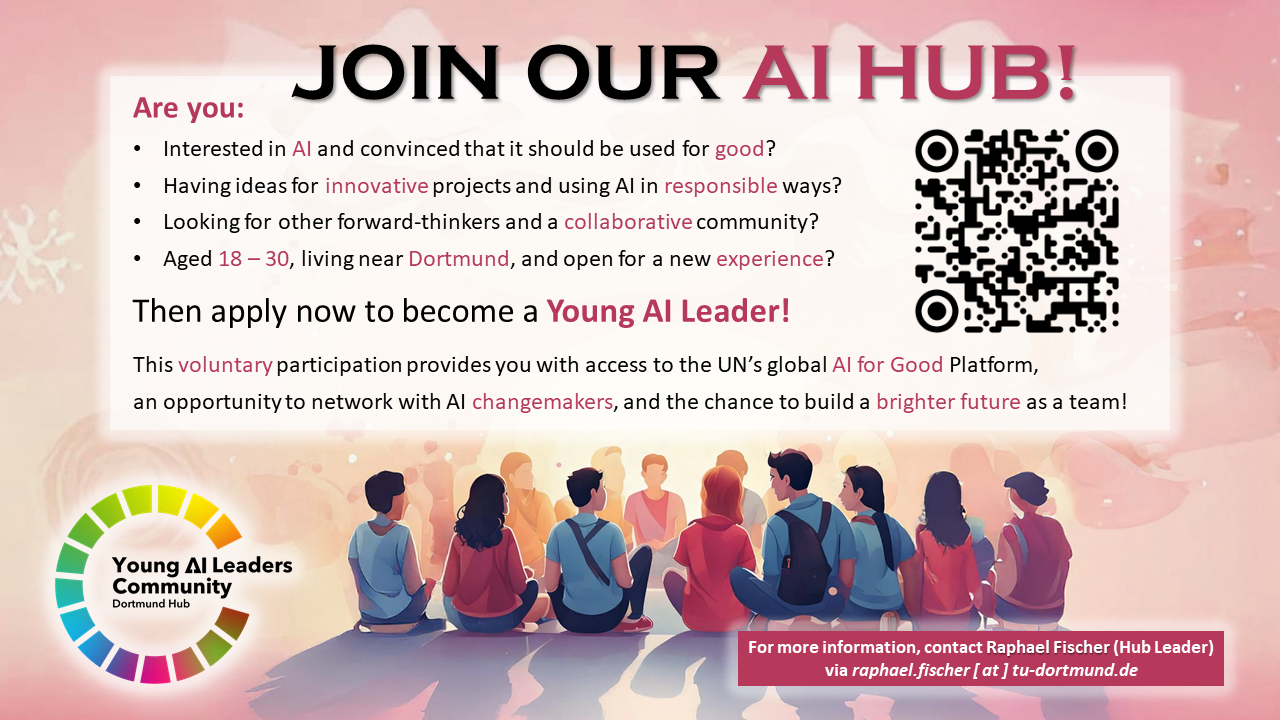 JOIN OUR AI HUB!
Are you:
• Interested in AI and convinced that it should be used for good?
• Having ideas for innovative projects and using AI in responsible ways?
• Looking for other forward-thinkers and a collaborative community?
• Aged 18 – 30, living near Dortmund, and open for a new experience?
Then apply now to become a Young AI Leader!
This voluntary participation provides you with access to the UN's global AI for Good Platform,
an opportunity to network with AI changemakers, and the chance to build a brighter future as a team!
Young AI Leaders
Community
Dortmund Hub
For more information, contact Raphael Fischer (Hub Leader)
via raphael.fischer [ at ] tu-dortmund.de